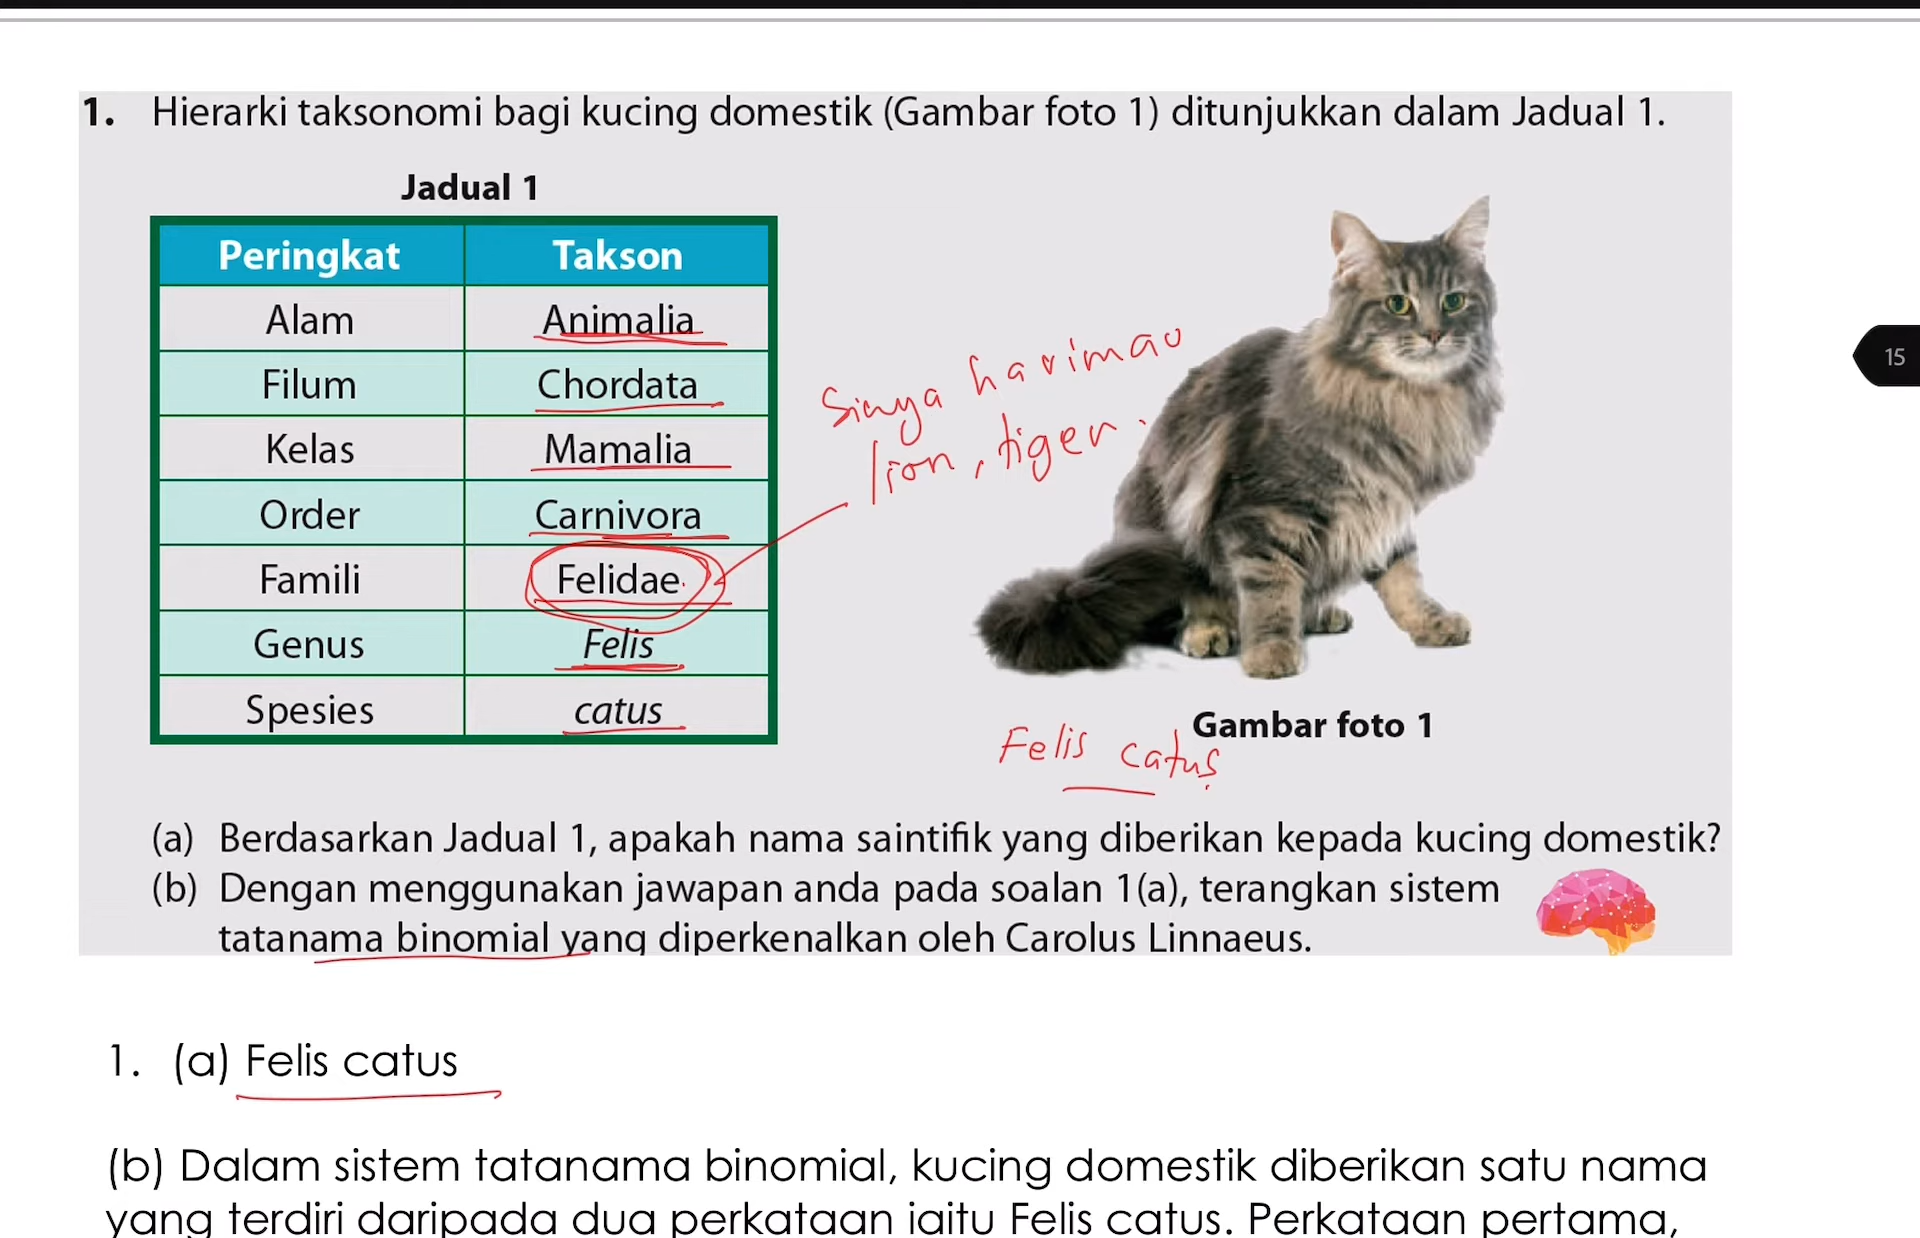 1. Hierarki taksonomi bagi kucing domestik (Gambar foto 1) ditunjukkan dalam Jadual 1.
Jadual 1
Peringkat Takson
Alam Animalia
Filum Chordata
Kelas Mamalia
Order Carnivora
Famili Felidae
Genus Felis
Spesies catus
harimau
lion, tiger.
Gambar foto 1
Felis catus
(a) Berdasarkan Jadual 1, apakah nama saintifik yang diberikan kepada kucing domestik?
(b) Dengan menggunakan jawapan anda pada soalan 1(a), terangkan sistem
tatanama binomial yang diperkenalkan oleh Carolus Linnaeus.
15
1. (a) Felis catus
(b) Dalam sistem tatanama binomial, kucing domestik diberikan satu nama
yang terdiri daripada dua perkataan iaitu Felis catus. Perkataan pertama,